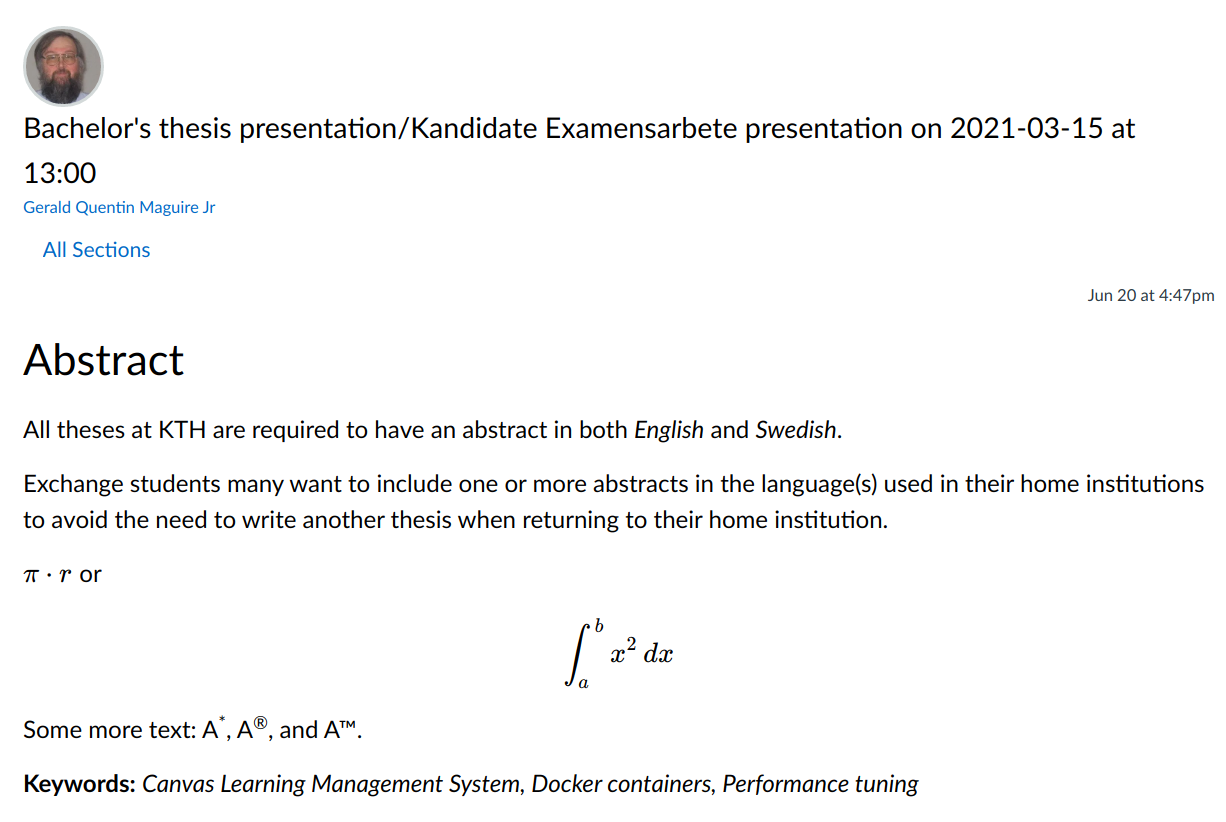 Bachelor's thesis presentation/Kandidate Examensarbete presentation on 2021-03-15 at
13:00
Gerald Quentin Maguire Jr
All Sections
Jun 20 at 4:47pm
Abstract
All theses at KTH are required to have an abstract in both English and Swedish.
Exchange students many want to include one or more abstracts in the language(s) used in their home institutions
to avoid the need to write another thesis when returning to their home institution.
π · r or
∫_a^b x² dx
Some more text: A*, A®, and A™.
Keywords: Canvas Learning Management System, Docker containers, Performance tuning